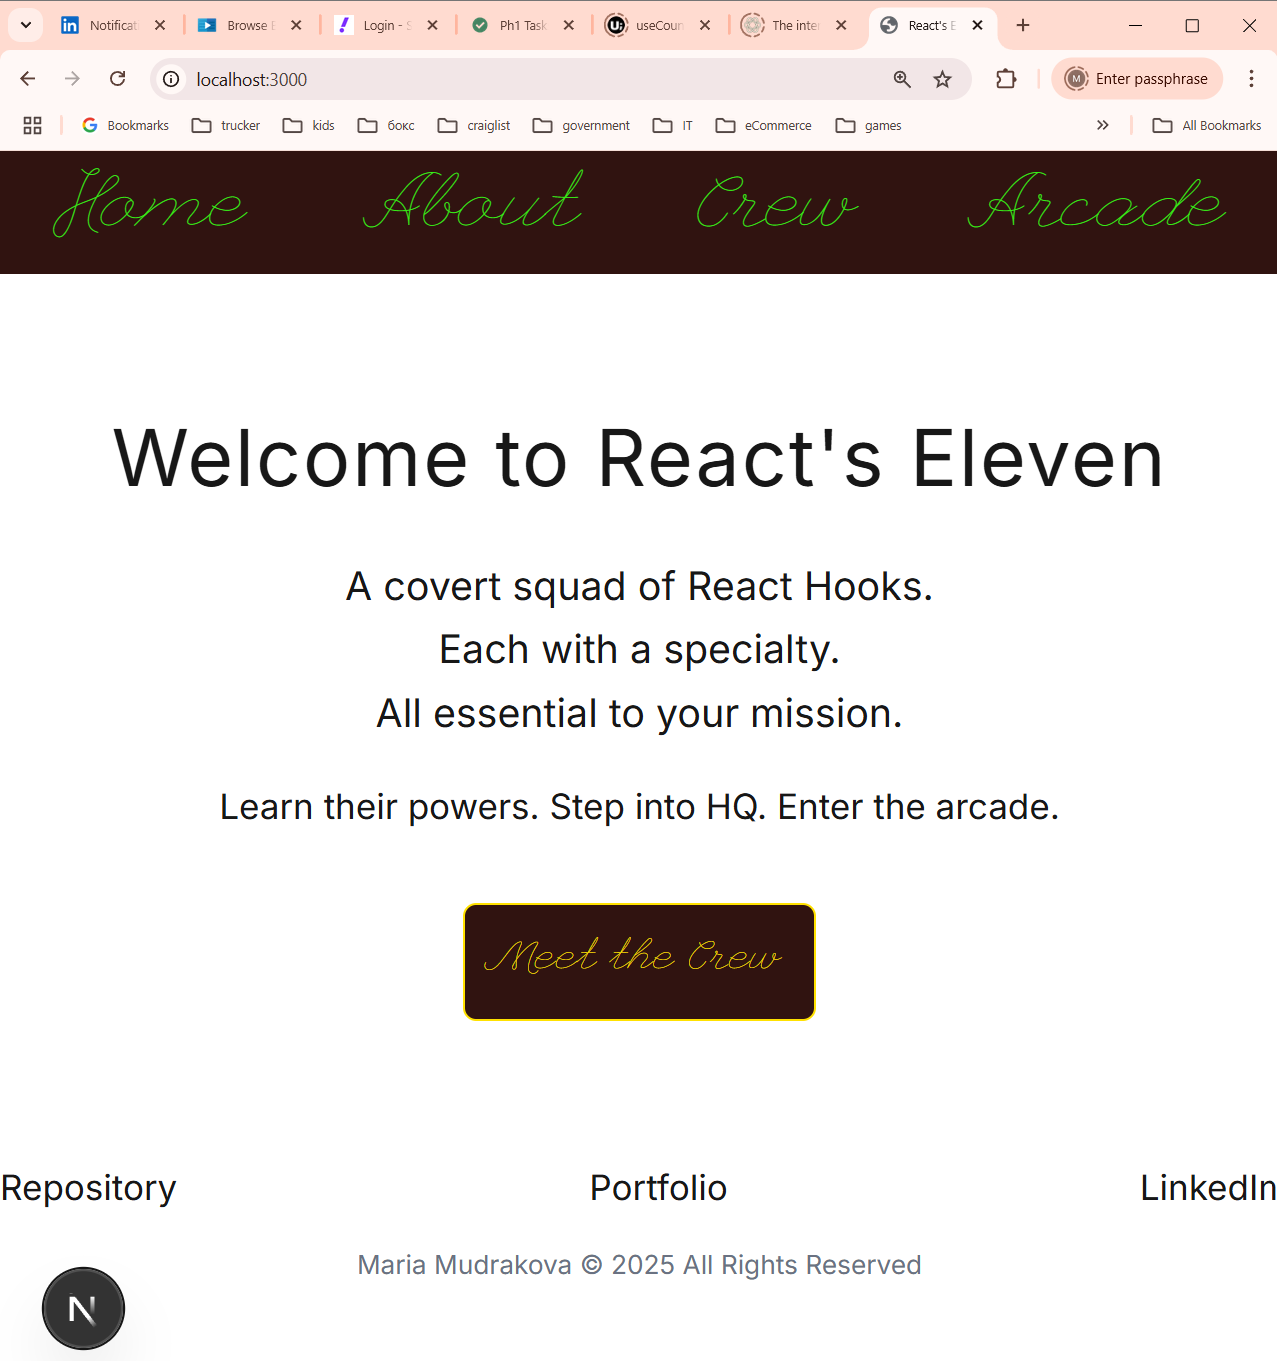 Notificat
Browse E
Login - S
Ph1 Task
useCoun
The inter
React's E
localhost:3000
M
Enter passphrase
Bookmarks
trucker
kids
бокс
craiglist
government
IT
eCommerce
games
All Bookmarks
Home
About
Crew
Arcade
Welcome to React's Eleven
A covert squad of React Hooks.
Each with a specialty.
All essential to your mission.
Learn their powers. Step into HQ. Enter the arcade.
Meet the Crew
Repository
Portfolio
LinkedIn
Maria Mudrakova © 2025 All Rights Reserved
N